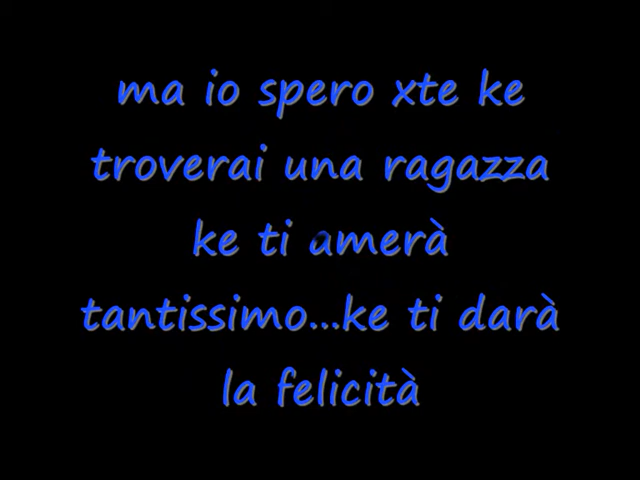 ma io spero xte ke
troverai una ragazza
ke ti amerà
tantissimo...ke ti darà
la felicità